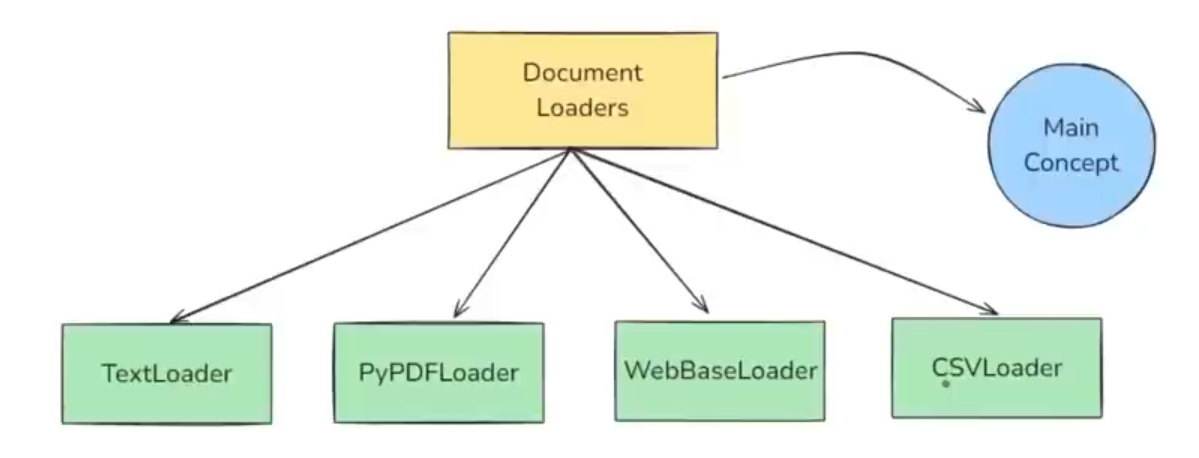 Document
Loaders
Main
Concept
TextLoader
PyPDFLoader
WebBaseLoader
CSVLoader